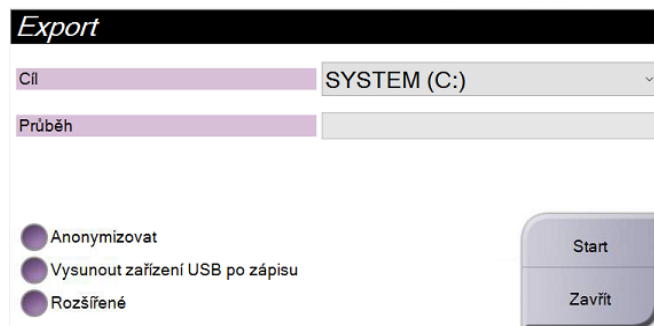 Export
Cíl
SYSTEM (C:)
Průběh
Anonymizovat
Vysunout zařízení USB po zápisu
Rozšířené
Start
Zavřít